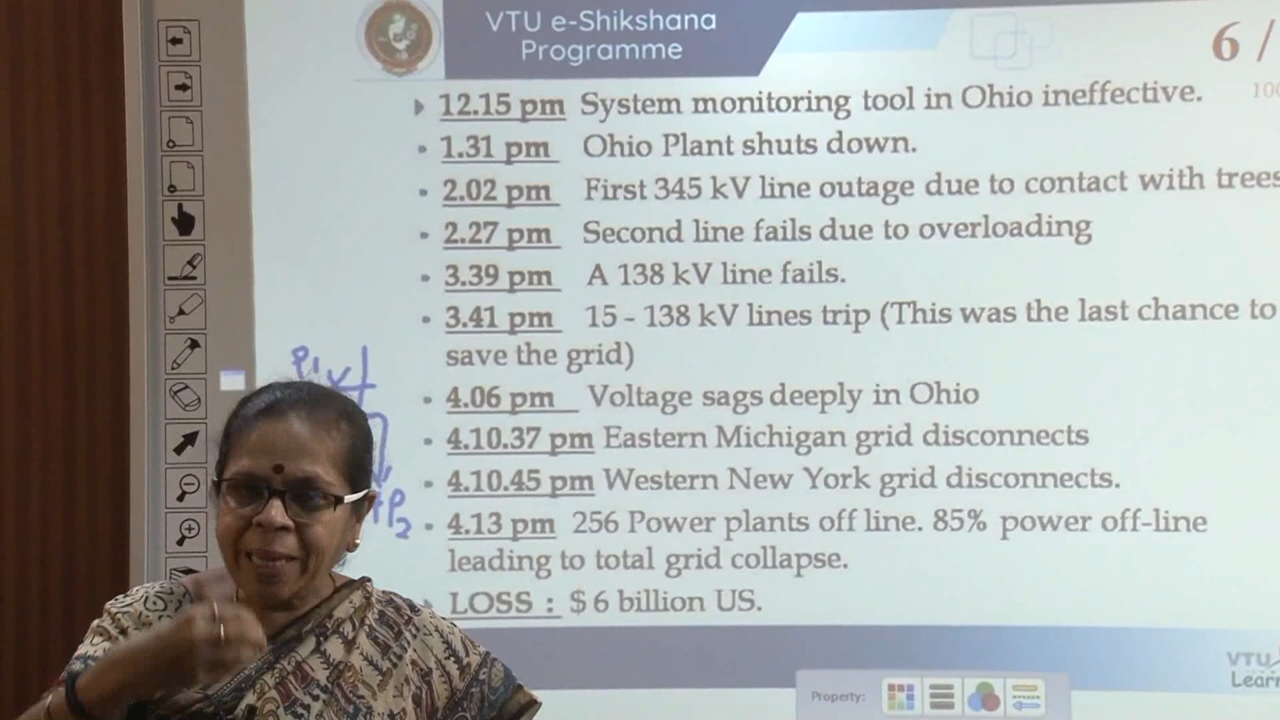 VTU e-Shikshana
Programme
6/
100
12.15 pm System monitoring tool in Ohio ineffective.
1.31 pm Ohio Plant shuts down.
2.02 pm First 345 kV line outage due to contact with trees
2.27 pm Second line fails due to overloading
3.39 pm A 138 kV line fails.
3.41 pm 15 - 138 kV lines trip (This was the last chance to
save the grid)
4.06 pm Voltage sags deeply in Ohio
4.10.37 pm Eastern Michigan grid disconnects
4.10.45 pm Western New York grid disconnects.
4.13 pm 256 Power plants off line. 85% power off-line
leading to total grid collapse.
LOSS : $ 6 billion US.
P1
P2
VTU
Learn
Property: